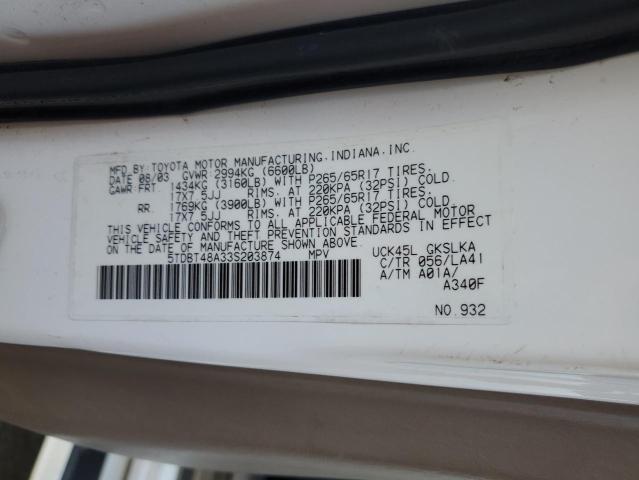 MFD.BY:TOYOTA MOTOR MANUFACTURING,INDIANA,INC.
DATE 08/03 GVWR:2994KG (6600LB)
GAWR:FRT. 1434KG (3160LB) WITH P265/65R17 TIRES,
17X7.5JJ RIMS, AT 220KPA (32PSI) COLD.
RR. 1769KG (3900LB) WITH P265/65R17 TIRES,
17X7.5JJ RIMS, AT 220KPA (32PSI) COLD.
THIS VEHICLE CONFORMS TO ALL APPLICABLE FEDERAL MOTOR
VEHICLE SAFETY AND THEFT PREVENTION STANDARDS IN EFFECT
ON THE DATE OF MANUFACTURE SHOWN ABOVE.
5TDBT48A33S203874 MPV
UCK45L GKSLKA
C/TR 056/LA41
A/TM A01A/
A340F
NO.932